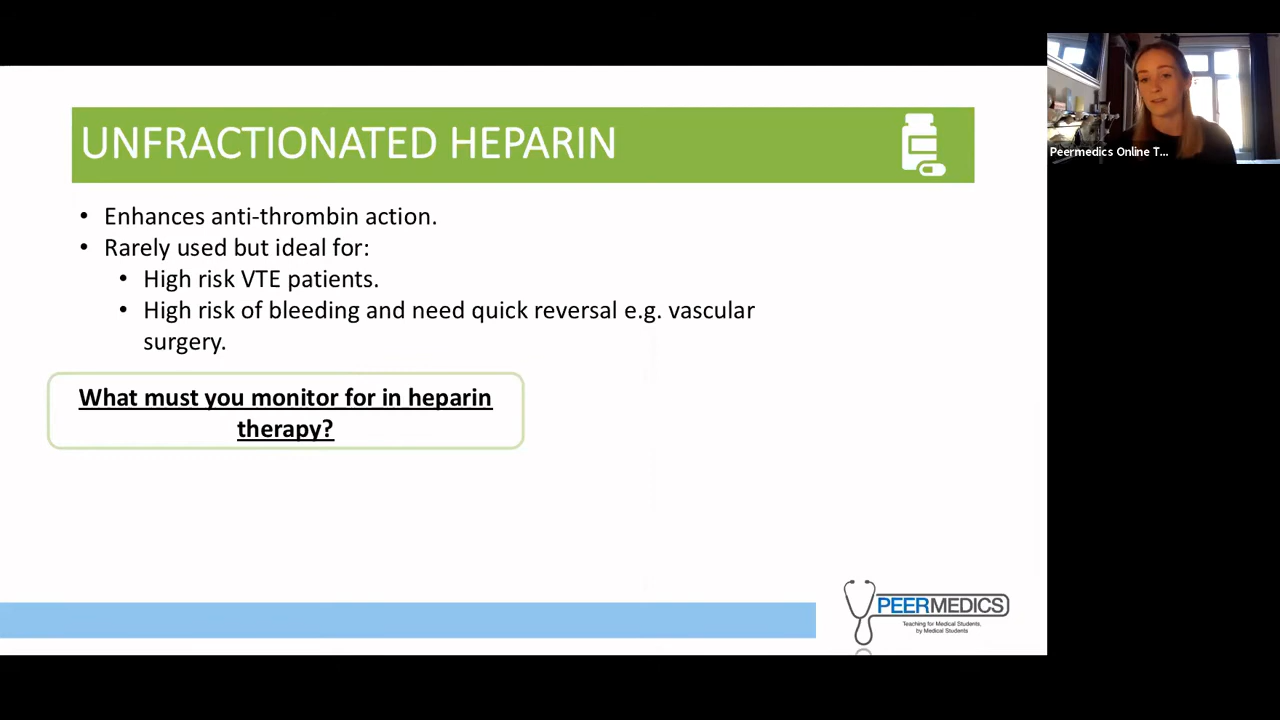 UNFRACTIONATED HEPARIN
• Enhances anti-thrombin action.
• Rarely used but ideal for:
• High risk VTE patients.
• High risk of bleeding and need quick reversal e.g. vascular
surgery.
What must you monitor for in heparin
therapy?
Peermedics Online T...
PEERMEDICS
Teaching for Medical Students,
by Medical Students